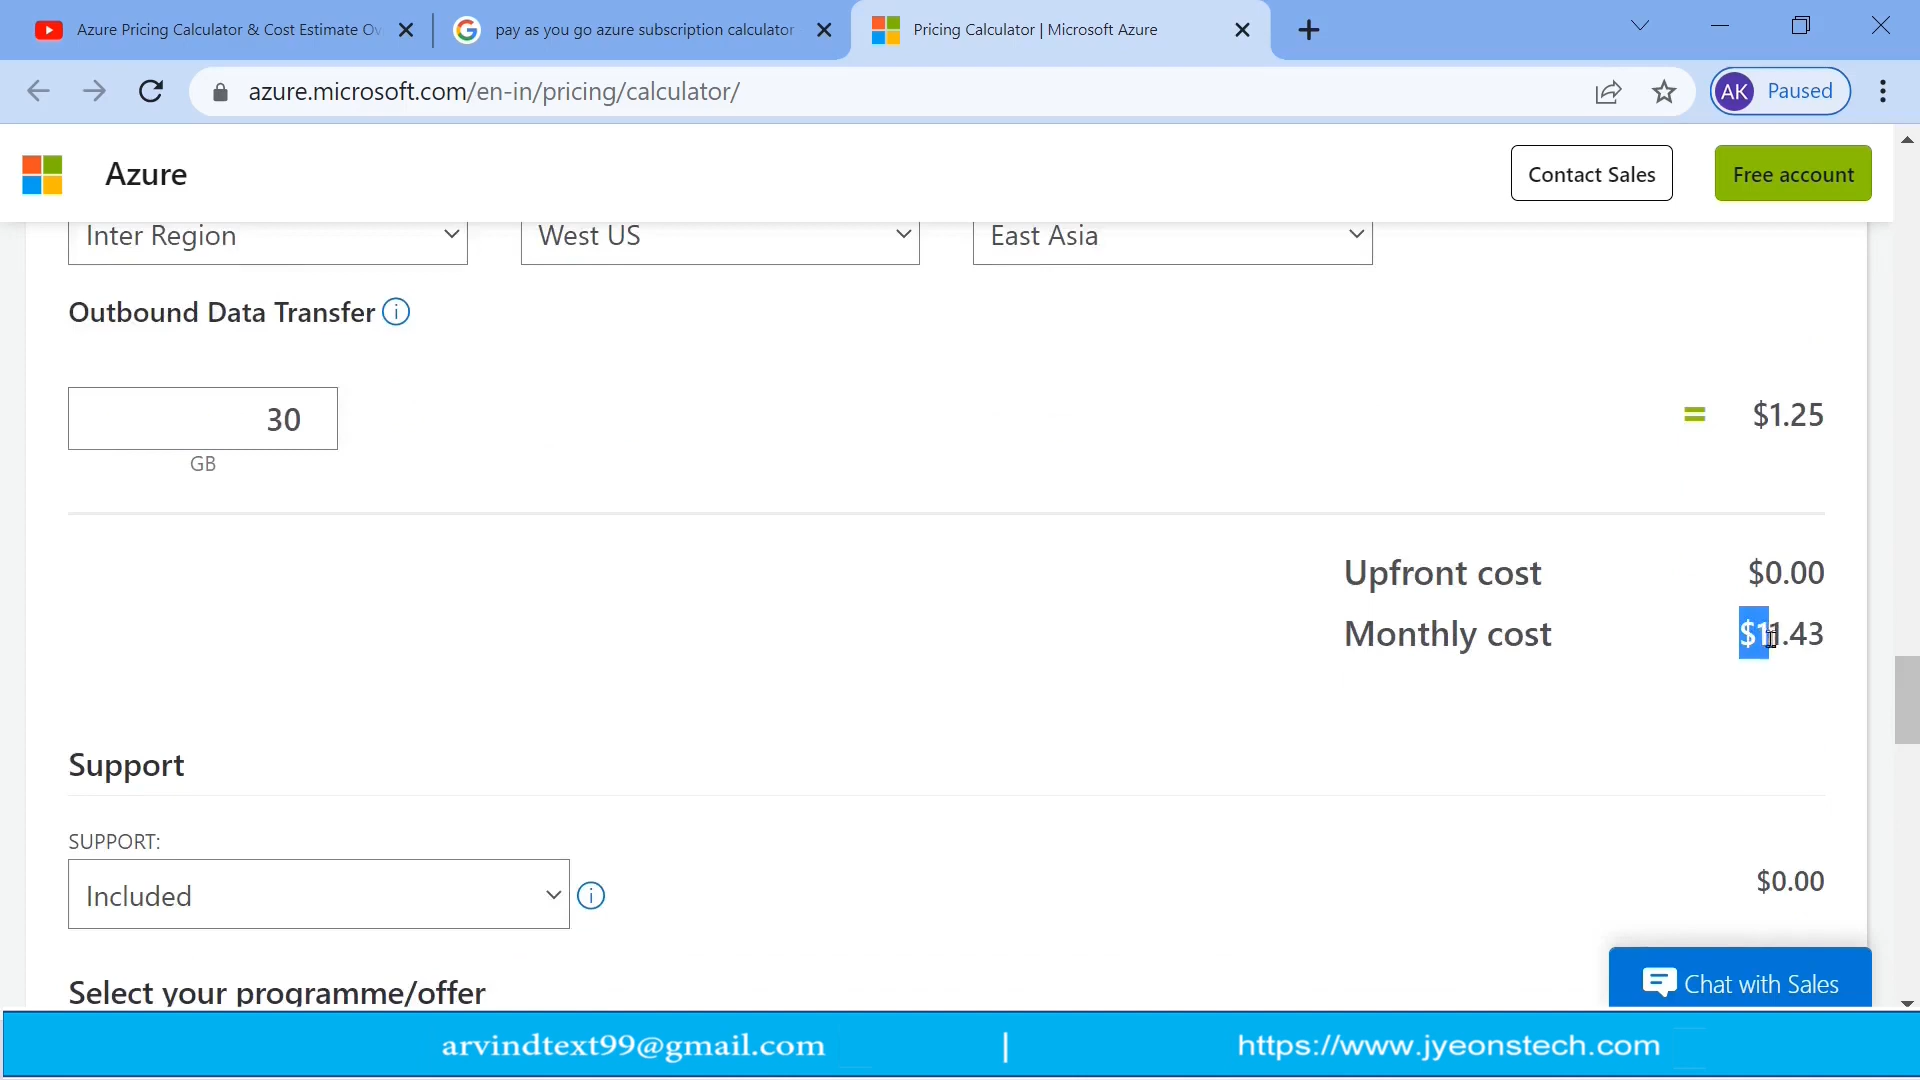 Azure Pricing Calculator & Cost Estimate Ov
pay as you go azure subscription calculator
Pricing Calculator | Microsoft Azure
azure.microsoft.com/en-in/pricing/calculator/
AK Paused
Azure
Contact Sales
Free account
Inter Region
West US
East Asia
Outbound Data Transfer
30
= $1.25
GB
Upfront cost $0.00
Monthly cost $11.43
Support
SUPPORT:
Included
$0.00
Select your programme/offer
Chat with Sales
arvindtext99@gmail.com | https://www.jyeonstech.com